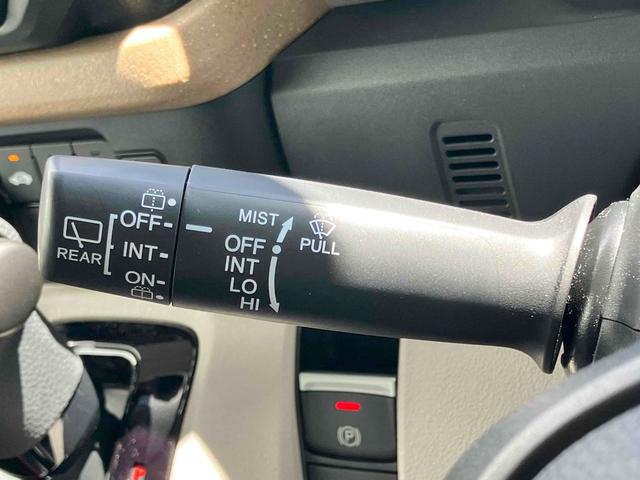 REAR
OFF
INT
ON
MIST
OFF
INT
LO
HI
PULL
P